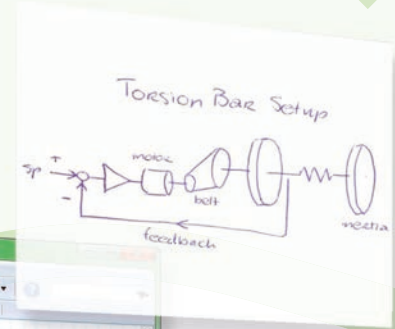 Torsion Bar Setup
motor
Sp + -
belt
inertia
feedback